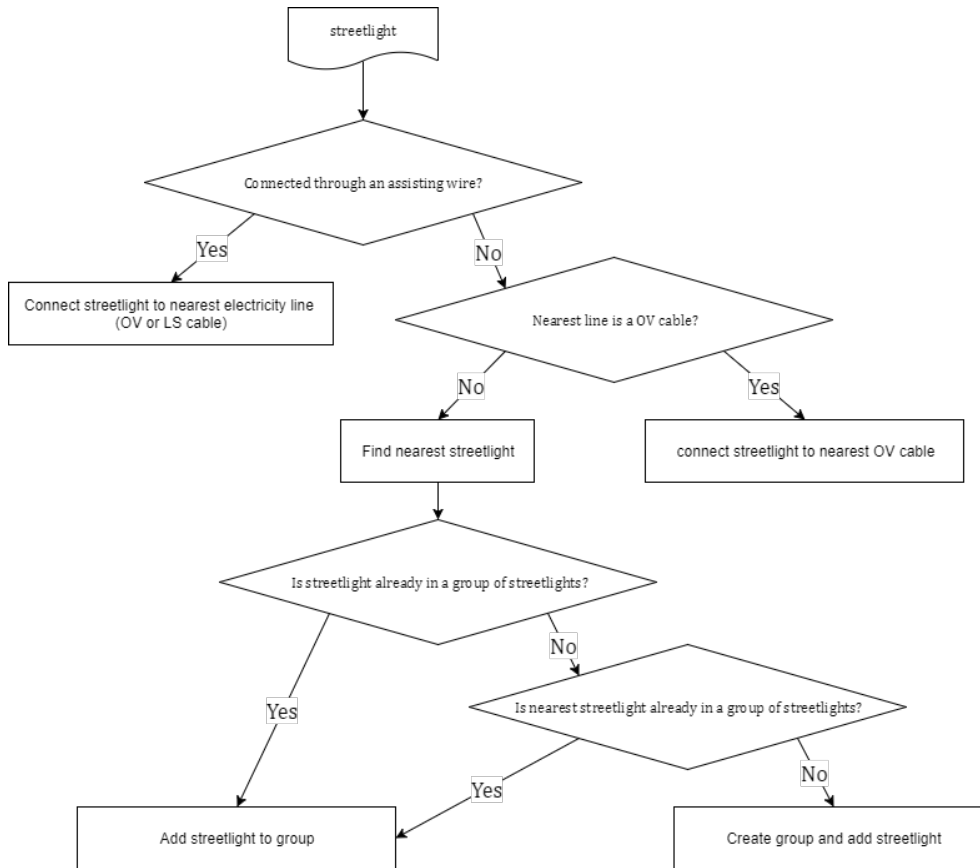 streetlight
Connected through an assisting wire?
Yes
No
Connect streetlight to nearest electricity line
(OV or LS cable)
Nearest line is a OV cable?
No
Yes
Find nearest streetlight
connect streetlight to nearest OV cable
Is streetlight already in a group of streetlights?
No
Yes
Is nearest streetlight already in a group of streetlights?
Yes
No
Add streetlight to group
Create group and add streetlight